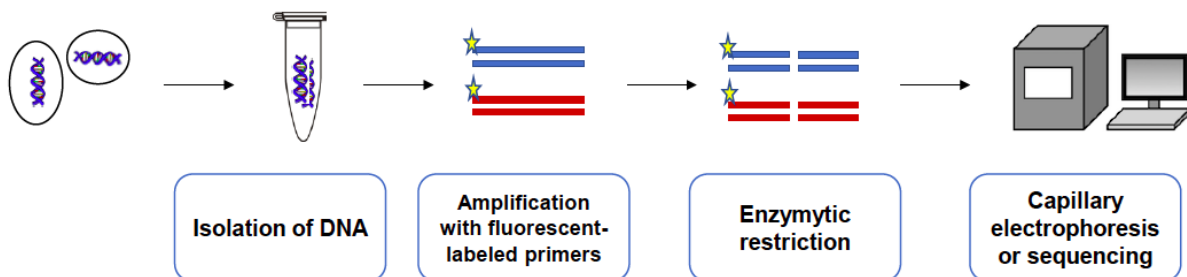 Isolation of DNA
Amplification
with fluorescent-
labeled primers
Enzymytic
restriction
Capillary
electrophoresis
or sequencing